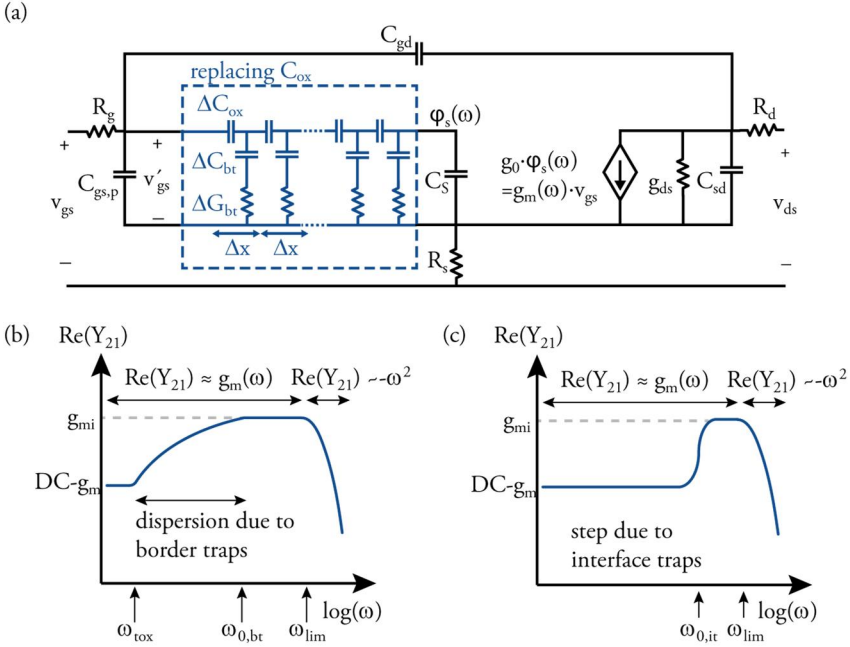 (a)
C_gd
replacing C_ox
ΔC_ox
φ_s(ω)
R_g
R_d
+
+
+
C_gs,p
v′_gs
v_gs
ΔC_bt
ΔG_bt
C_S
g_0·φ_s(ω)
=g_m(ω)·v_gs
g_ds
C_sd
v_ds
−
Δx
Δx
R_s
−
−
(b)
Re(Y_21)
Re(Y_21) ≈ g_m(ω)
Re(Y_21) ~-ω²
g_mi
DC-g_m
dispersion due to
border traps
log(ω)
ω_tox
ω_0,bt
ω_lim
(c)
Re(Y_21)
Re(Y_21) ≈ g_m(ω)
Re(Y_21) ~-ω²
g_mi
DC-g_m
step due to
interface traps
log(ω)
ω_0,it
ω_lim